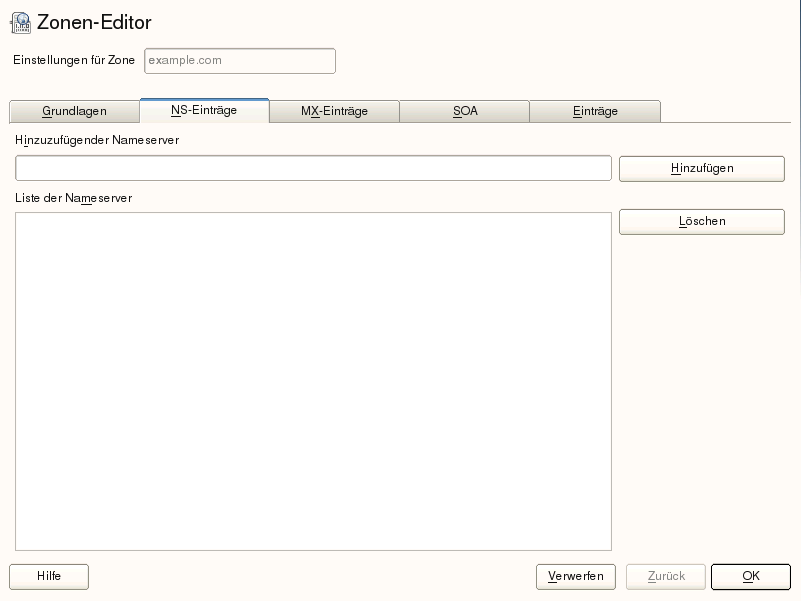 Zonen-Editor
Einstellungen für Zone example.com
Grundlagen NS-Einträge MX-Einträge SOA Einträge
Hinzuzufügender Nameserver
Hinzufügen
Liste der Nameserver
Löschen
Hilfe Verwerfen Zurück OK